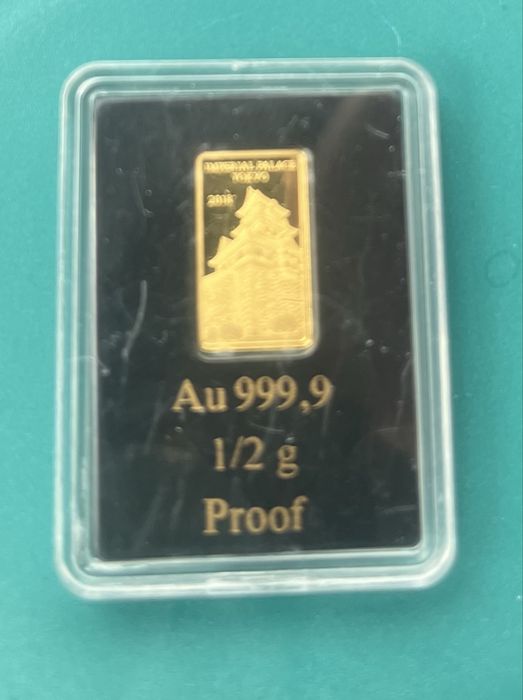 IMPERIAL PALACE
TOKYO
Au 999,9
1/2 g
Proof